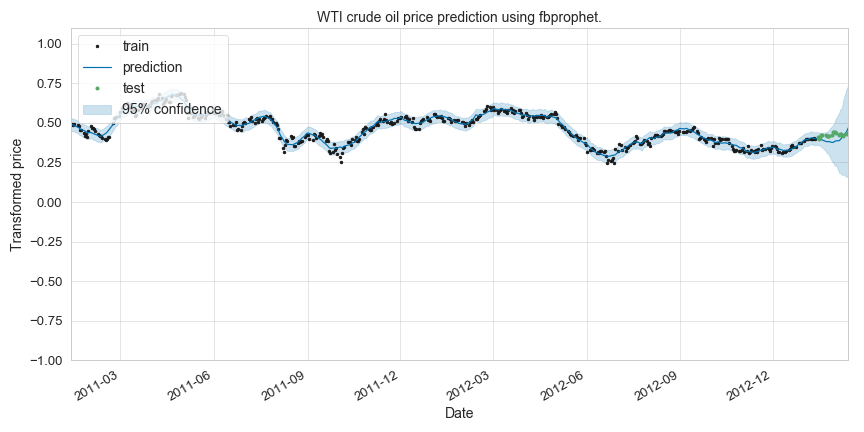 WTI crude oil price prediction using fbprophet.
train
prediction
test
95% confidence
Transformed price
1.00
0.75
0.50
0.25
0.00
−0.25
−0.50
−0.75
−1.00
2011-03
2011-06
2011-09
2011-12
2012-03
2012-06
2012-09
2012-12
Date